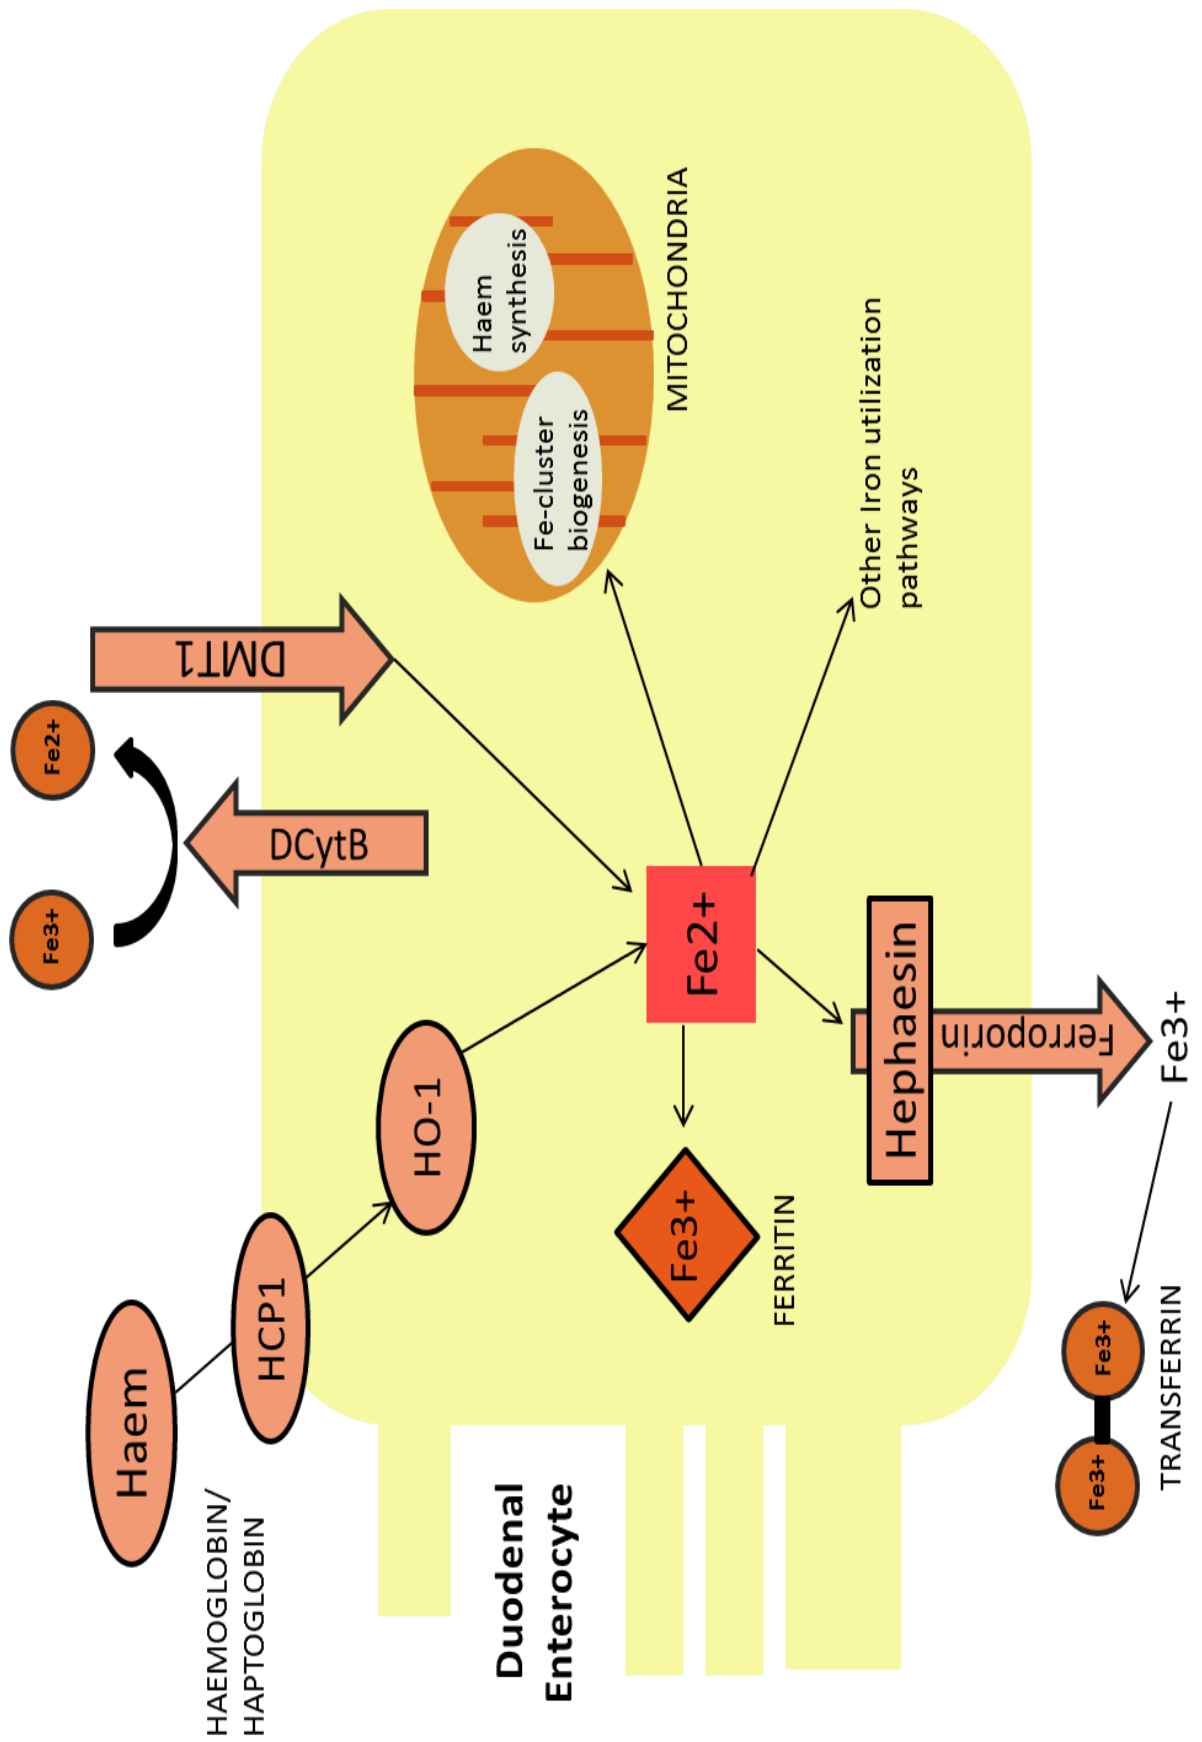 Haem
HAEMOGLOBIN/
HAPTOGLOBIN
HCP1
HO-1
Fe3+
Fe2+
DCytB
DMT1
Fe2+
Haem
synthesis
Fe-cluster
biogenesis
MITOCHONDRIA
Other Iron utilization
pathways
Fe3+
FERRITIN
Hephaesin
Ferroporin
Fe3+
Fe3+
Fe3+
TRANSFERRIN
Duodenal
Enterocyte